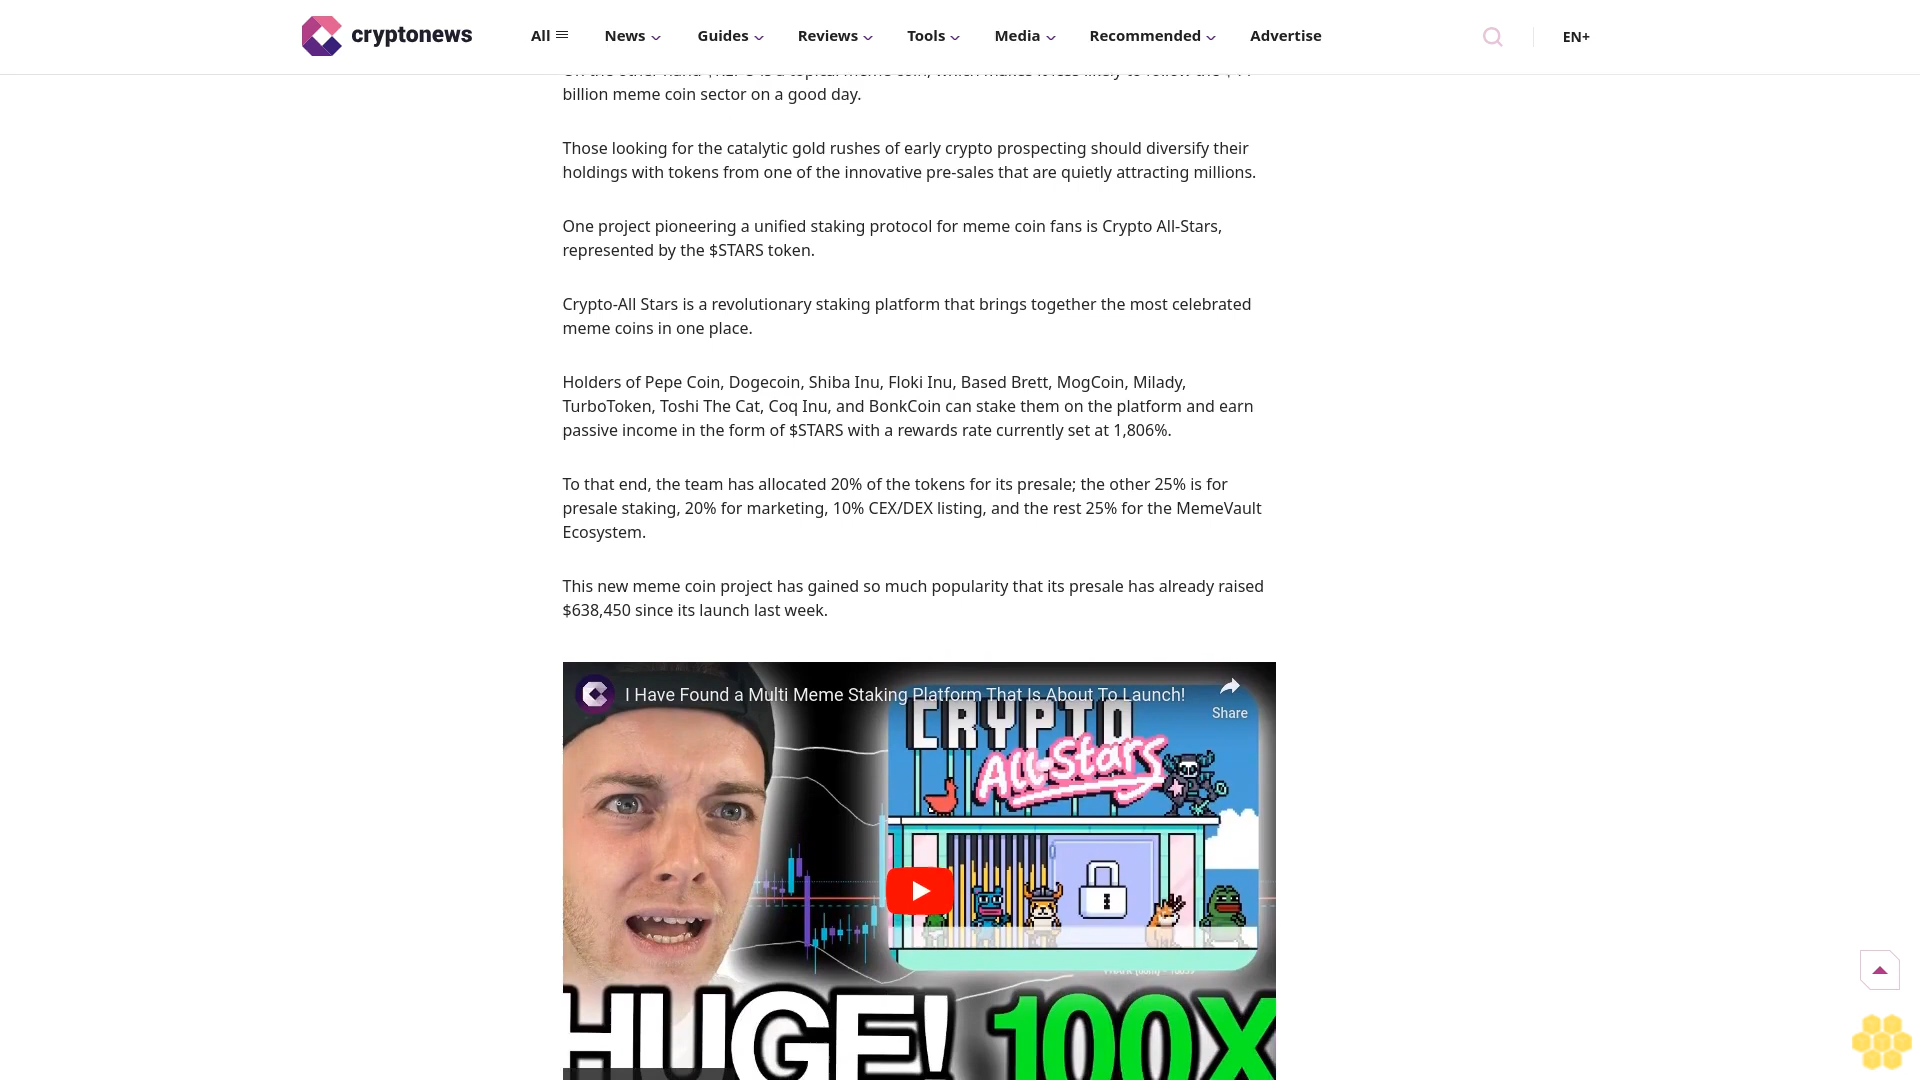 cryptonews
All
News
Guides
Reviews
Tools
Media
Recommended
Advertise
EN+
billion meme coin sector on a good day.
Those looking for the catalytic gold rushes of early crypto prospecting should diversify their
holdings with tokens from one of the innovative pre-sales that are quietly attracting millions.
One project pioneering a unified staking protocol for meme coin fans is Crypto All-Stars,
represented by the $STARS token.
Crypto-All Stars is a revolutionary staking platform that brings together the most celebrated
meme coins in one place.
Holders of Pepe Coin, Dogecoin, Shiba Inu, Floki Inu, Based Brett, MogCoin, Milady,
TurboToken, Toshi The Cat, Coq Inu, and BonkCoin can stake them on the platform and earn
passive income in the form of $STARS with a rewards rate currently set at 1,806%.
To that end, the team has allocated 20% of the tokens for its presale; the other 25% is for
presale staking, 20% for marketing, 10% CEX/DEX listing, and the rest 25% for the MemeVault
Ecosystem.
This new meme coin project has gained so much popularity that its presale has already raised
$638,450 since its launch last week.
I Have Found a Multi Meme Staking Platform That Is About To Launch!
Share
CRYPTO
All-Stars
HUGE! 100X